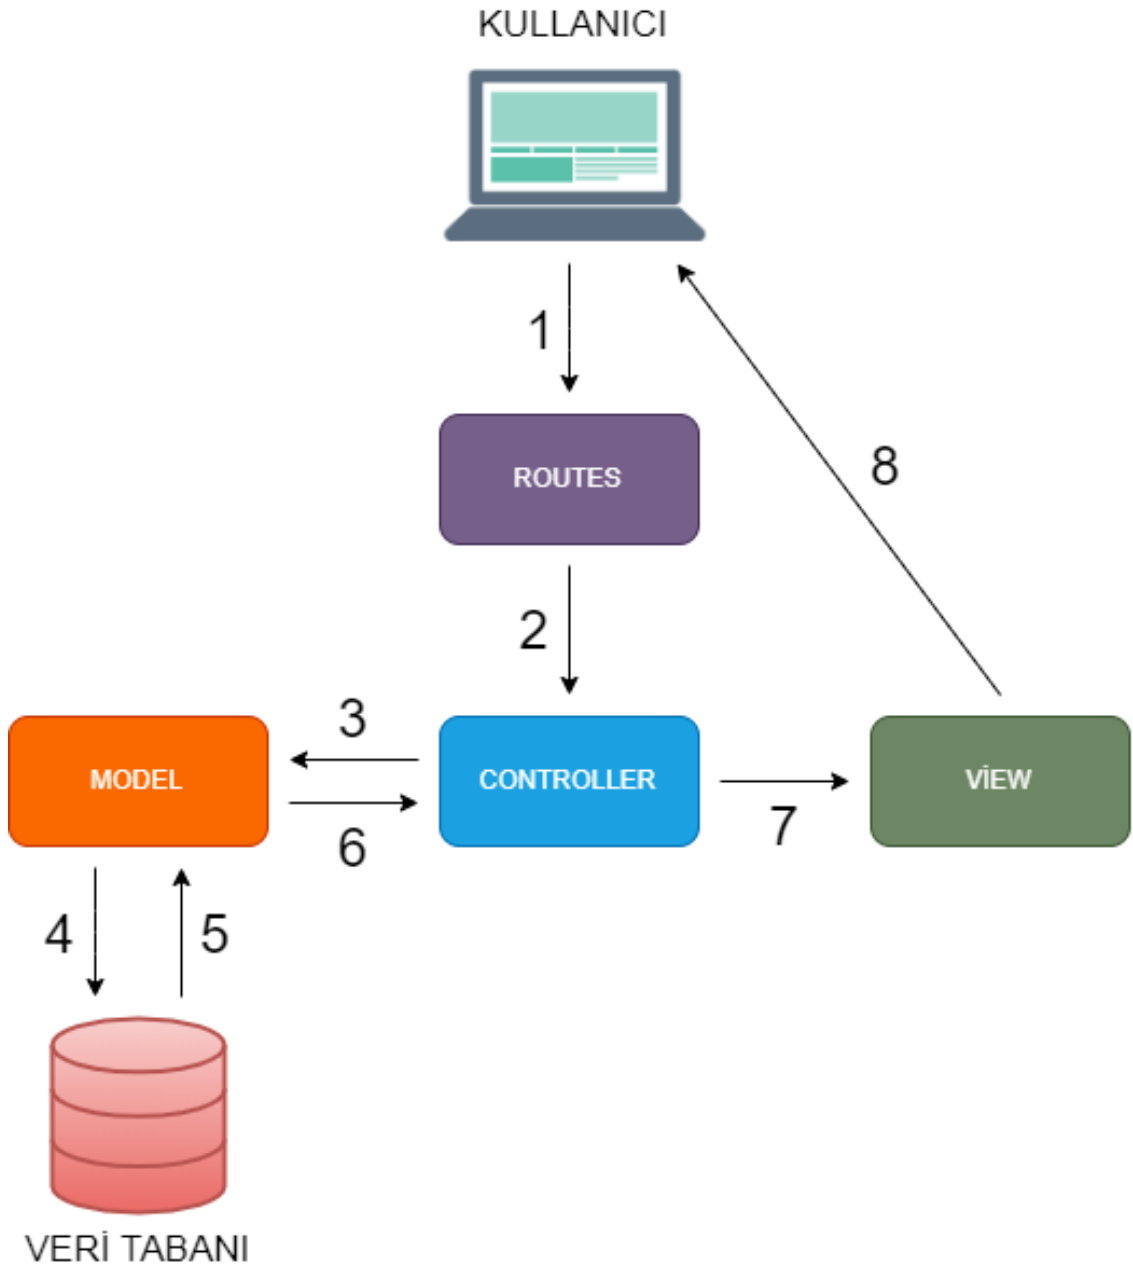 KULLANICI
1
ROUTES
8
2
3
MODEL
CONTROLLER
VİEW
6
7
4
5
VERİ TABANI